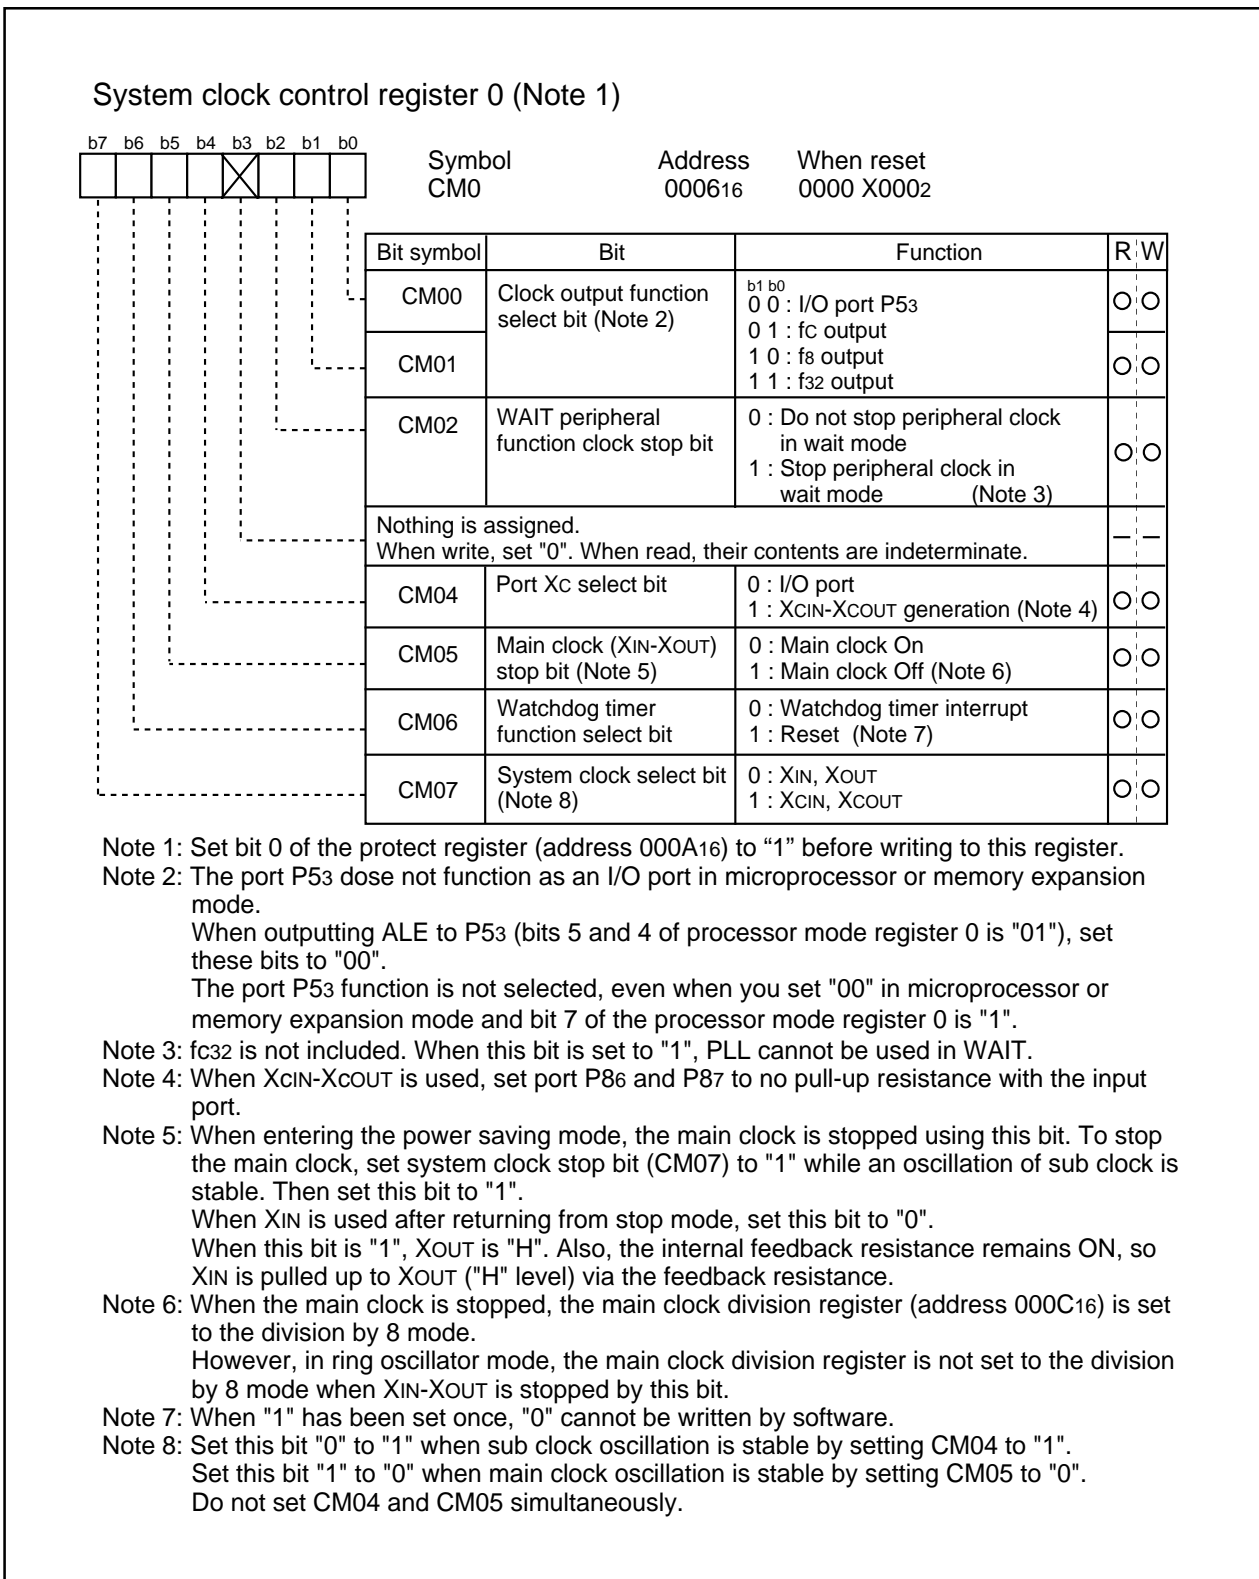 System clock control register 0 (Note 1)
b7 b6 b5 b4 b3 b2 b1 b0
Symbol Address When reset
CM0 000616 0000 X0002
Bit symbol Bit Function R W
CM00 Clock output function select bit (Note 2)
b1 b0
0 0 : I/O port P53
0 1 : fC output
1 0 : f8 output
1 1 : f32 output
CM01
CM02 WAIT peripheral function clock stop bit
0 : Do not stop peripheral clock
in wait mode
1 : Stop peripheral clock in
wait mode (Note 3)
Nothing is assigned.
When write, set "0". When read, their contents are indeterminate.
CM04 Port XC select bit
0 : I/O port
1 : XCIN-XCOUT generation (Note 4)
CM05 Main clock (XIN-XOUT) stop bit (Note 5)
0 : Main clock On
1 : Main clock Off (Note 6)
CM06 Watchdog timer function select bit
0 : Watchdog timer interrupt
1 : Reset (Note 7)
CM07 System clock select bit (Note 8)
0 : XIN, XOUT
1 : XCIN, XCOUT
Note 1: Set bit 0 of the protect register (address 000A16) to “1” before writing to this register.
Note 2: The port P53 dose not function as an I/O port in microprocessor or memory expansion
mode.
When outputting ALE to P53 (bits 5 and 4 of processor mode register 0 is "01"), set
these bits to "00".
The port P53 function is not selected, even when you set "00" in microprocessor or
memory expansion mode and bit 7 of the processor mode register 0 is "1".
Note 3: fc32 is not included. When this bit is set to "1", PLL cannot be used in WAIT.
Note 4: When XcIN-XcOUT is used, set port P86 and P87 to no pull-up resistance with the input
port.
Note 5: When entering the power saving mode, the main clock is stopped using this bit. To stop
the main clock, set system clock stop bit (CM07) to "1" while an oscillation of sub clock is
stable. Then set this bit to "1".
When XIN is used after returning from stop mode, set this bit to "0".
When this bit is "1", XOUT is "H". Also, the internal feedback resistance remains ON, so
XIN is pulled up to XOUT ("H" level) via the feedback resistance.
Note 6: When the main clock is stopped, the main clock division register (address 000C16) is set
to the division by 8 mode.
However, in ring oscillator mode, the main clock division register is not set to the division
by 8 mode when XIN-XOUT is stopped by this bit.
Note 7: When "1" has been set once, "0" cannot be written by software.
Note 8: Set this bit "0" to "1" when sub clock oscillation is stable by setting CM04 to "1".
Set this bit "1" to "0" when main clock oscillation is stable by setting CM05 to "0".
Do not set CM04 and CM05 simultaneously.